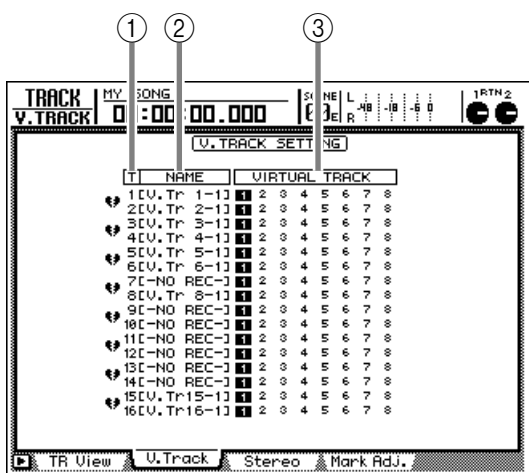 ① ② ③
TRACK MY SONG SCENE L -48 -18 -6 0 1RTN2
V.TRACK 00:00:00.000 00E R
V.TRACK SETTING
T NAME VIRTUAL TRACK
1[V.Tr 1-1] 1 2 3 4 5 6 7 8
2[V.Tr 2-1] 1 2 3 4 5 6 7 8
3[V.Tr 3-1] 1 2 3 4 5 6 7 8
4[V.Tr 4-1] 1 2 3 4 5 6 7 8
5[V.Tr 5-1] 1 2 3 4 5 6 7 8
6[V.Tr 6-1] 1 2 3 4 5 6 7 8
7[-NO REC-] 1 2 3 4 5 6 7 8
8[V.Tr 8-1] 1 2 3 4 5 6 7 8
9[-NO REC-] 1 2 3 4 5 6 7 8
10[-NO REC-] 1 2 3 4 5 6 7 8
11[-NO REC-] 1 2 3 4 5 6 7 8
12[-NO REC-] 1 2 3 4 5 6 7 8
13[-NO REC-] 1 2 3 4 5 6 7 8
14[-NO REC-] 1 2 3 4 5 6 7 8
15[V.Tr15-1] 1 2 3 4 5 6 7 8
16[V.Tr16-1] 1 2 3 4 5 6 7 8
TR View V.Track Stereo Mark Adj.